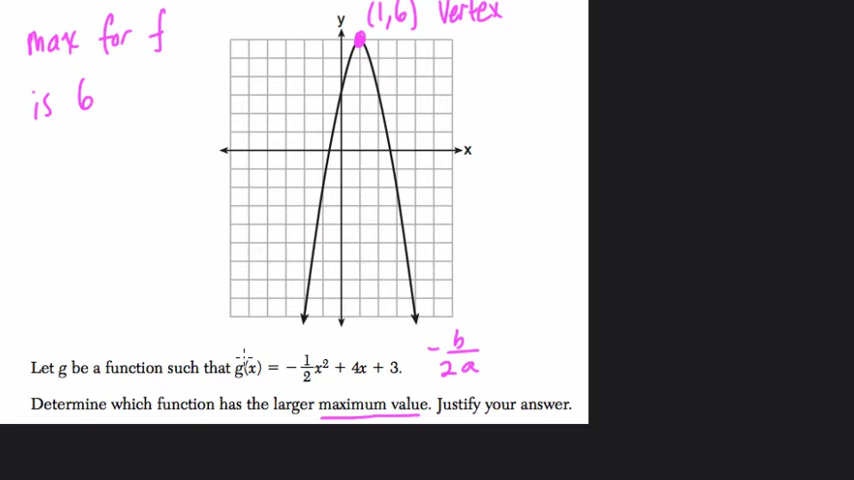 (1,6) Vertex
max for f
is 6
y
x
-b/2a
Let g be a function such that g(x) = −1/2x² + 4x + 3.
Determine which function has the larger maximum value. Justify your answer.